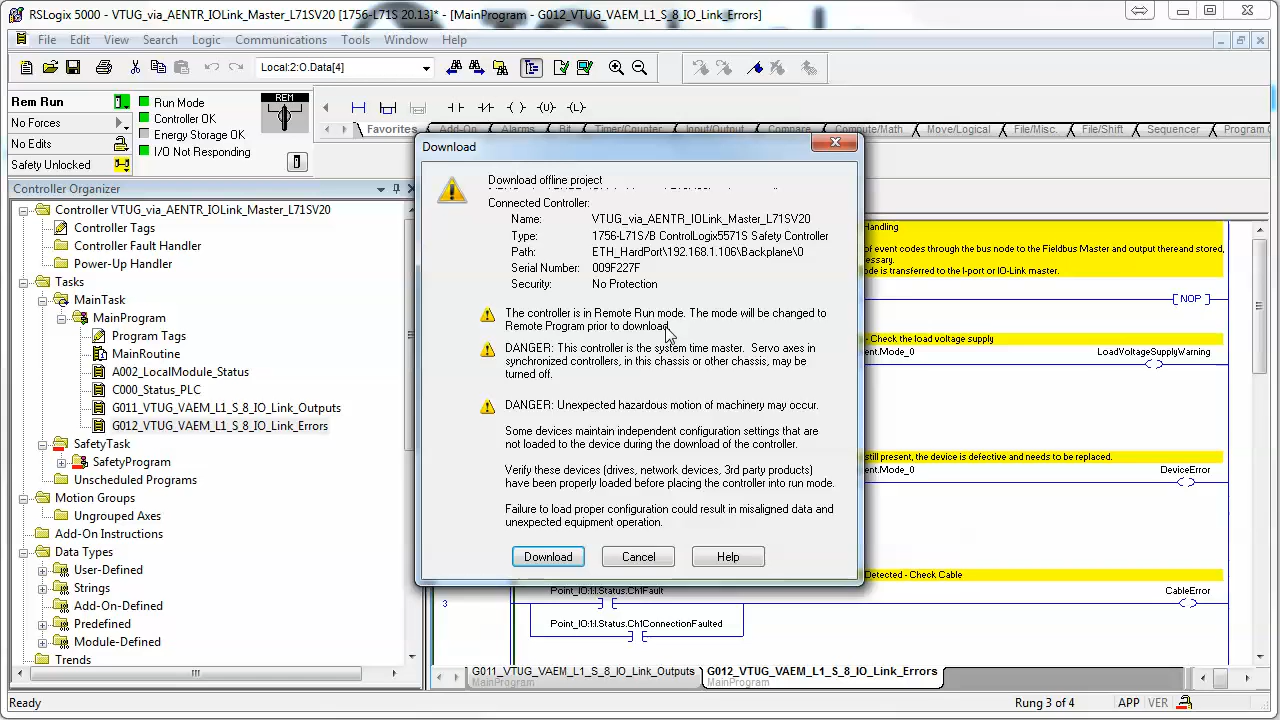 RSLogix 5000 - VTUG_via_AENTR_IOLink_Master_L71SV20 [1756-L71S 20.13]* - [MainProgram - G012_VTUG_VAEM_L1_S_8_IO_Link_Errors]
File Edit View Search Logic Communications Tools Window Help
Local:2:O.Data[4]
Rem Run
No Forces
No Edits
Safety Unlocked
Run Mode
Controller OK
Energy Storage OK
I/O Not Responding
REM
Favorites Add-On Alarms Bit Timer/Counter Input/Output Compare Compute/Math Move/Logical File/Misc. File/Shift Sequencer Program C
Controller Organizer
Controller VTUG_via_AENTR_IOLink_Master_L71SV20
Controller Tags
Controller Fault Handler
Power-Up Handler
Tasks
MainTask
MainProgram
Program Tags
MainRoutine
A002_LocalModule_Status
C000_Status_PLC
G011_VTUG_VAEM_L1_S_8_IO_Link_Outputs
G012_VTUG_VAEM_L1_S_8_IO_Link_Errors
SafetyTask
SafetyProgram
Unscheduled Programs
Motion Groups
Ungrouped Axes
Add-On Instructions
Data Types
User-Defined
Strings
Add-On-Defined
Predefined
Module-Defined
Trends
Download
Download offline project
Connected Controller:
Name: VTUG_via_AENTR_IOLink_Master_L71SV20
Type: 1756-L71S/B ControlLogix5571S Safety Controller
Path: ETH_HardPort\192.168.1.106\Backplane\0
Serial Number: 009F227F
Security: No Protection
The controller is in Remote Run mode. The mode will be changed to
Remote Program prior to download.
DANGER: This controller is the system time master. Servo axes in
synchronized controllers, in this chassis or other chassis, may be
turned off.
DANGER: Unexpected hazardous motion of machinery may occur.
Some devices maintain independent configuration settings that are
not loaded to the device during the download of the controller.
Verify these devices (drives, network devices, 3rd party products)
have been properly loaded before placing the controller into run mode.
Failure to load proper configuration could result in misaligned data and
unexpected equipment operation.
Download Cancel Help
Handling
of event codes through the bus node to the Fieldbus Master and output thereand stored,
essary.
ode is transferred to the I-port or IO-Link master.
NOP
- Check the load voltage supply
ent.Mode_0 LoadVoltageSupplyWarning
still present, the device is defective and needs to be replaced.
ent.Mode_0 DeviceError
Detected - Check Cable
Point_IO:1:I.Status.Ch1Fault CableError
3
Point_IO:1:I.Status.Ch1ConnectionFaulted
G011_VTUG_VAEM_L1_S_8_IO_Link_Outputs G012_VTUG_VAEM_L1_S_8_IO_Link_Errors
MainProgram MainProgram
Ready Rung 3 of 4 APP VER